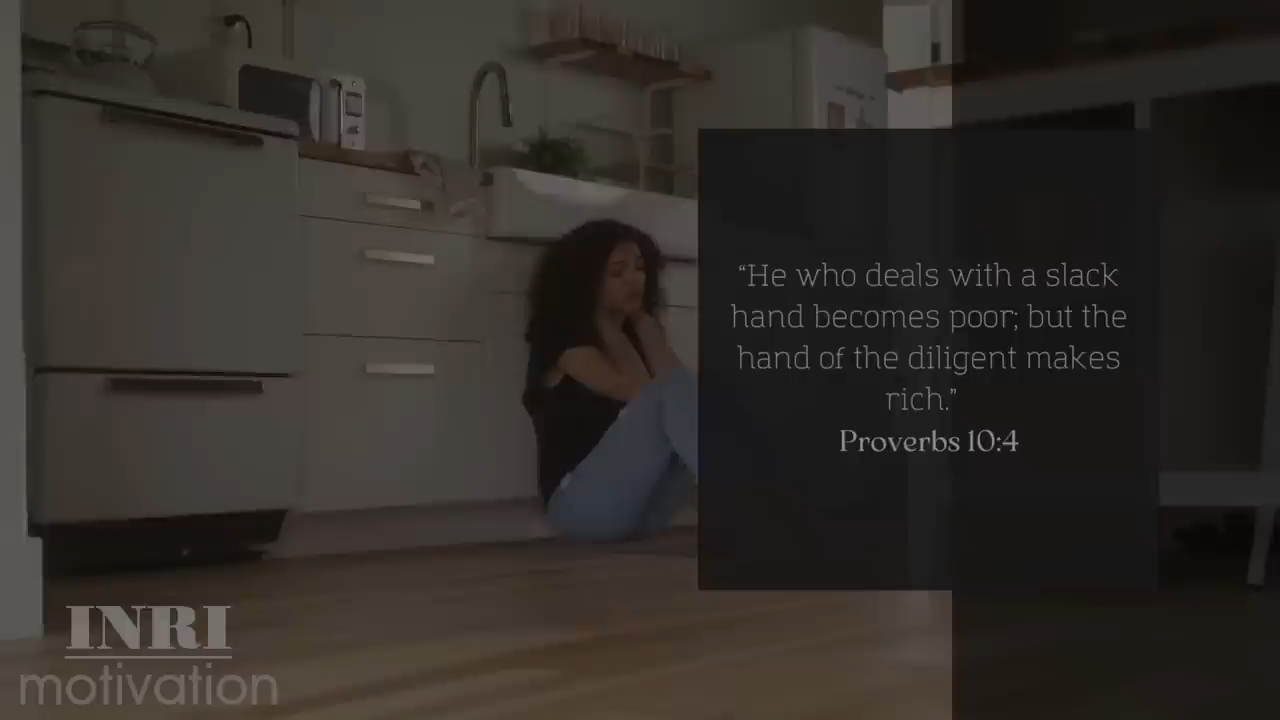 “He who deals with a slack
hand becomes poor; but the
hand of the diligent makes
rich.”
Proverbs 10:4
INRI
motivation